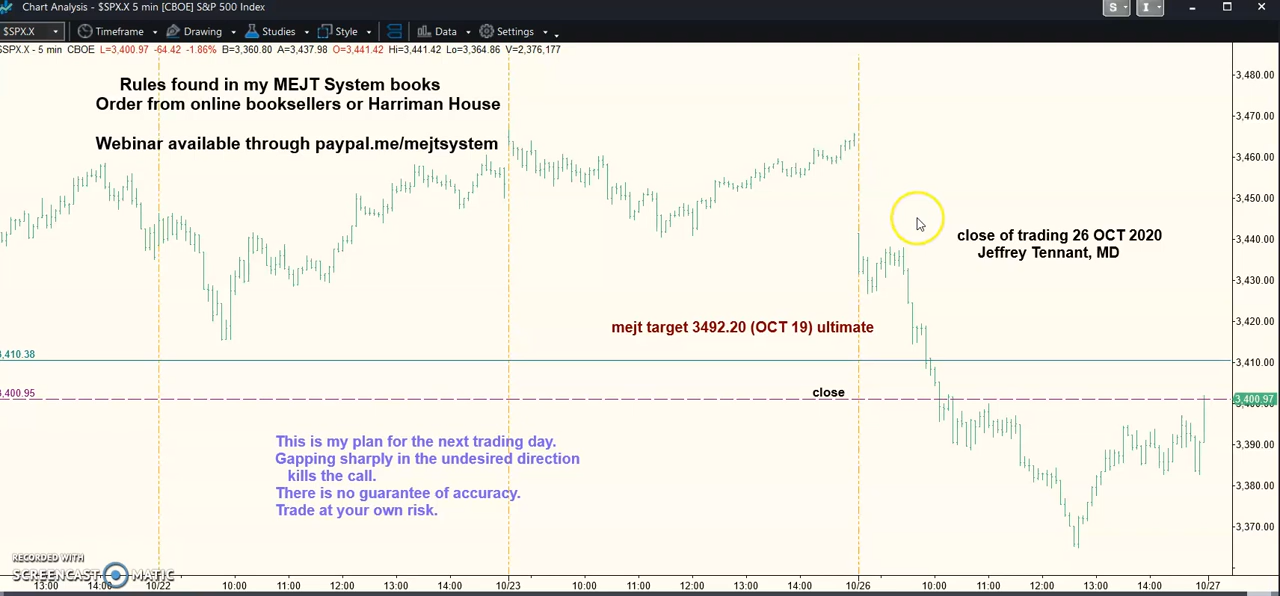 Chart Analysis - $SPX.X 5 min [CBOE] S&P 500 Index
S
I
$SPX.X
Timeframe
Drawing
Studies
Style
Data
Settings
$SPX.X - 5 min CBOE L=3,400.97 -64.42 -1.86% B=3,360.80 A=3,437.98 O=3,441.42 Hi=3,441.42 Lo=3,364.86 V=2,376,177
Rules found in my MEJT System books
Order from online booksellers or Harriman House
Webinar available through paypal.me/mejtsystem
close of trading 26 OCT 2020
Jeffrey Tennant, MD
mejt target 3492.20 (OCT 19) ultimate
3,410.38
3,400.95
close
This is my plan for the next trading day.
Gapping sharply in the undesired direction
kills the call.
There is no guarantee of accuracy.
Trade at your own risk.
3,480.00
3,470.00
3,460.00
3,450.00
3,440.00
3,430.00
3,420.00
3,410.00
3,400.97
3,390.00
3,380.00
3,370.00
RECORDED WITH
SCREENCAST MATIC
13:00
14:00
10/22
10:00
11:00
12:00
13:00
14:00
10/23
10:00
11:00
12:00
13:00
14:00
10/26
10:00
11:00
12:00
13:00
14:00
10/27